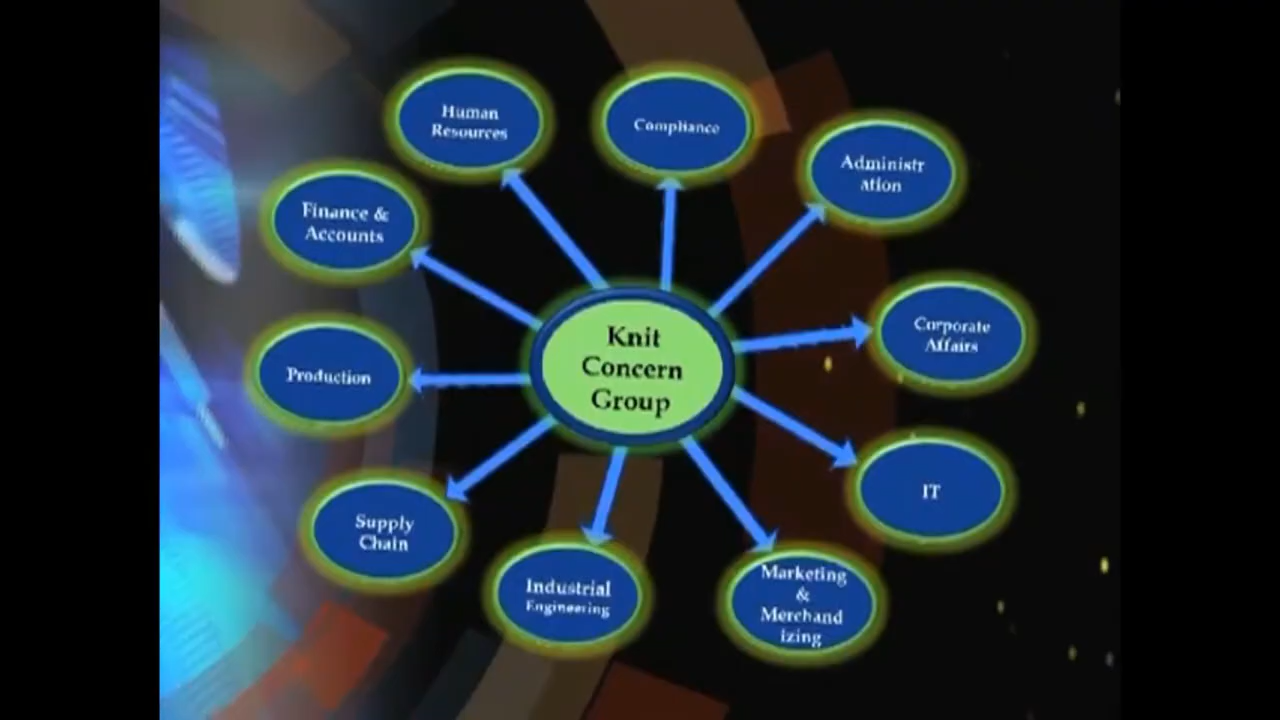 Human
Resources
Compliance
Administr
ation
Finance &
Accounts
Corporate
Affairs
Knit
Concern
Group
Production
IT
Supply
Chain
Industrial
Engineering
Marketing
&
Merchand
izing